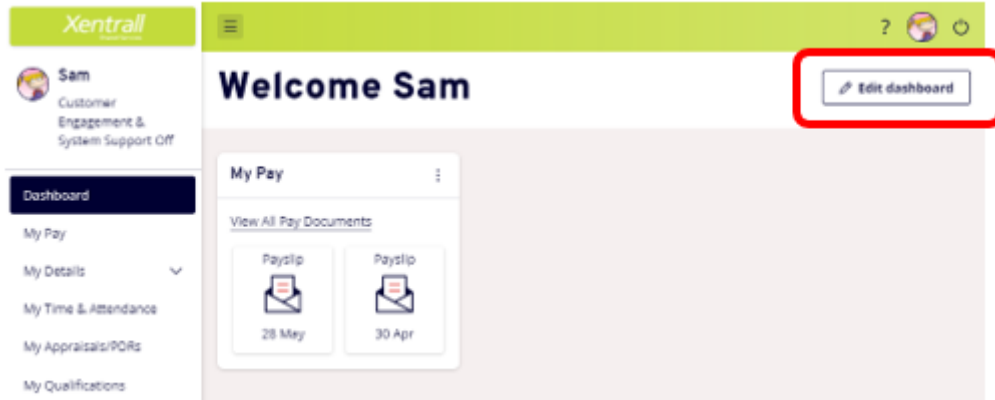 Xentrall
?
Sam
Customer
Engagement &
System Support Off
Welcome Sam
Edit dashboard
Dashboard
My Pay
My Details
My Time & Attendance
My Appraisals/PDRs
My Qualifications
My Pay
View All Pay Documents
Payslip
28 May
Payslip
30 Apr